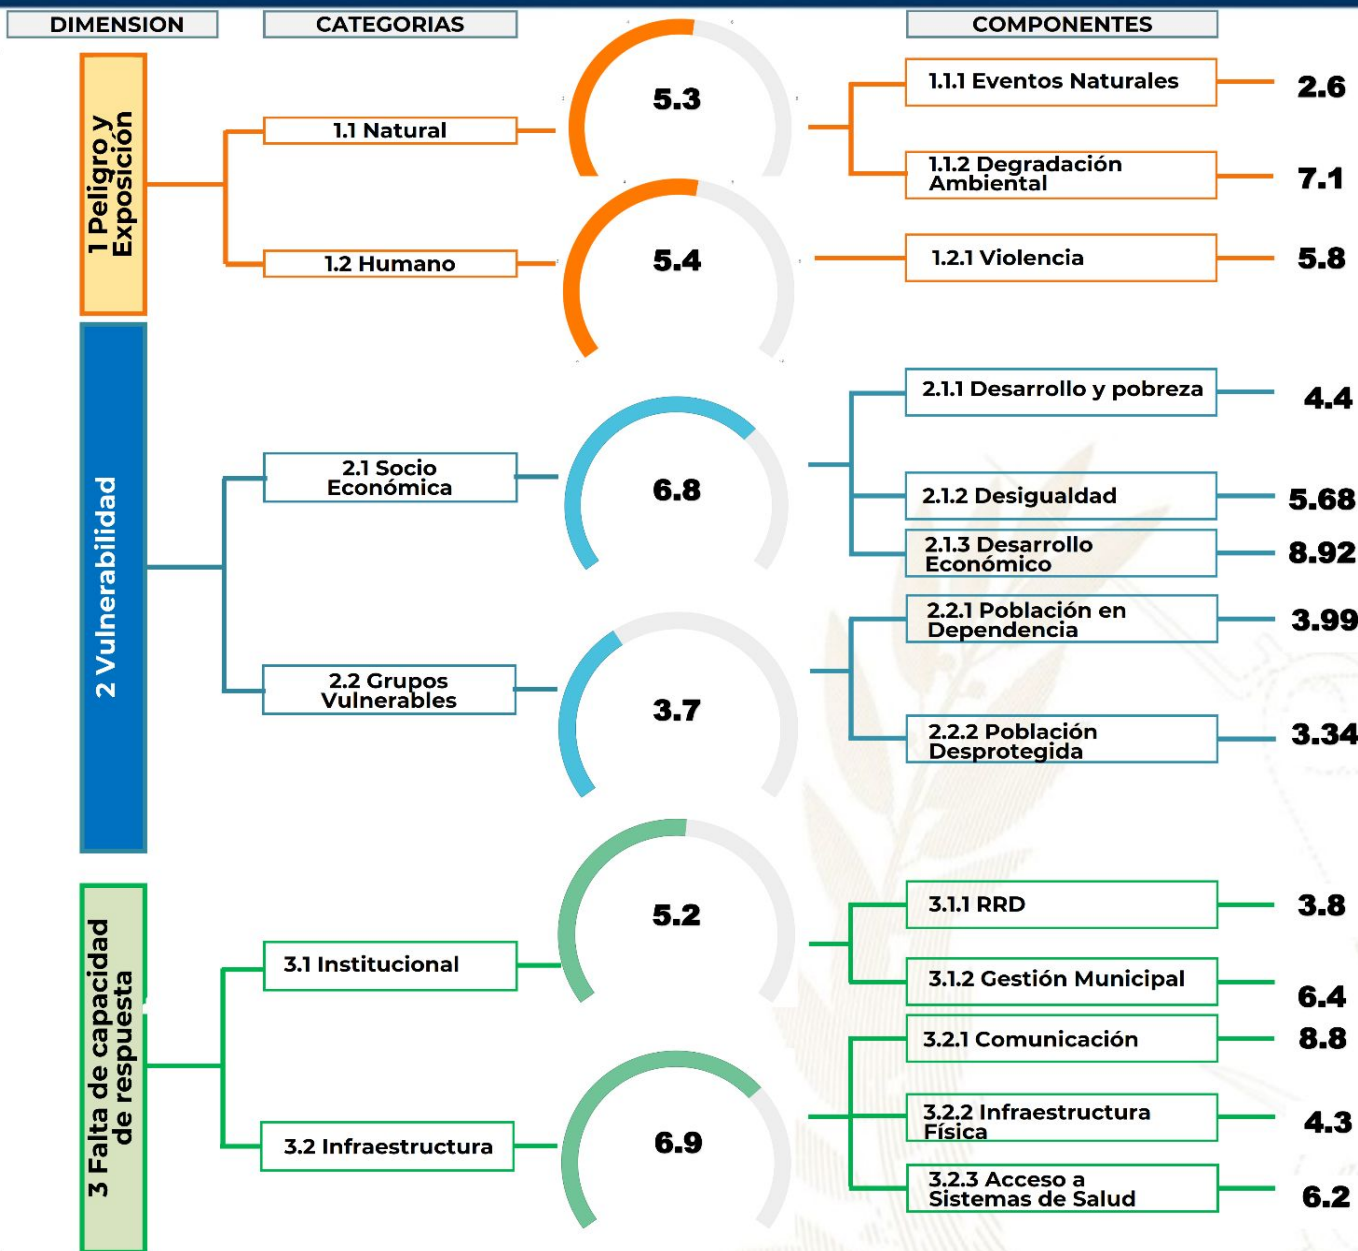 DIMENSION
CATEGORIAS
COMPONENTES
1 Peligro y
Exposición
1.1 Natural
5.3
1.1.1 Eventos Naturales
2.6
1.1.2 Degradación
Ambiental
7.1
1.2 Humano
5.4
1.2.1 Violencia
5.8
2 Vulnerabilidad
2.1 Socio
Económica
6.8
2.1.1 Desarrollo y pobreza
4.4
2.1.2 Desigualdad
5.68
2.1.3 Desarrollo
Económico
8.92
2.2 Grupos
Vulnerables
3.7
2.2.1 Población en
Dependencia
3.99
2.2.2 Población
Desprotegida
3.34
3 Falta de capacidad
de respuesta
3.1 Institucional
5.2
3.1.1 RRD
3.8
3.1.2 Gestión Municipal
6.4
3.2 Infraestructura
6.9
3.2.1 Comunicación
8.8
3.2.2 Infraestructura
Física
4.3
3.2.3 Acceso a
Sistemas de Salud
6.2